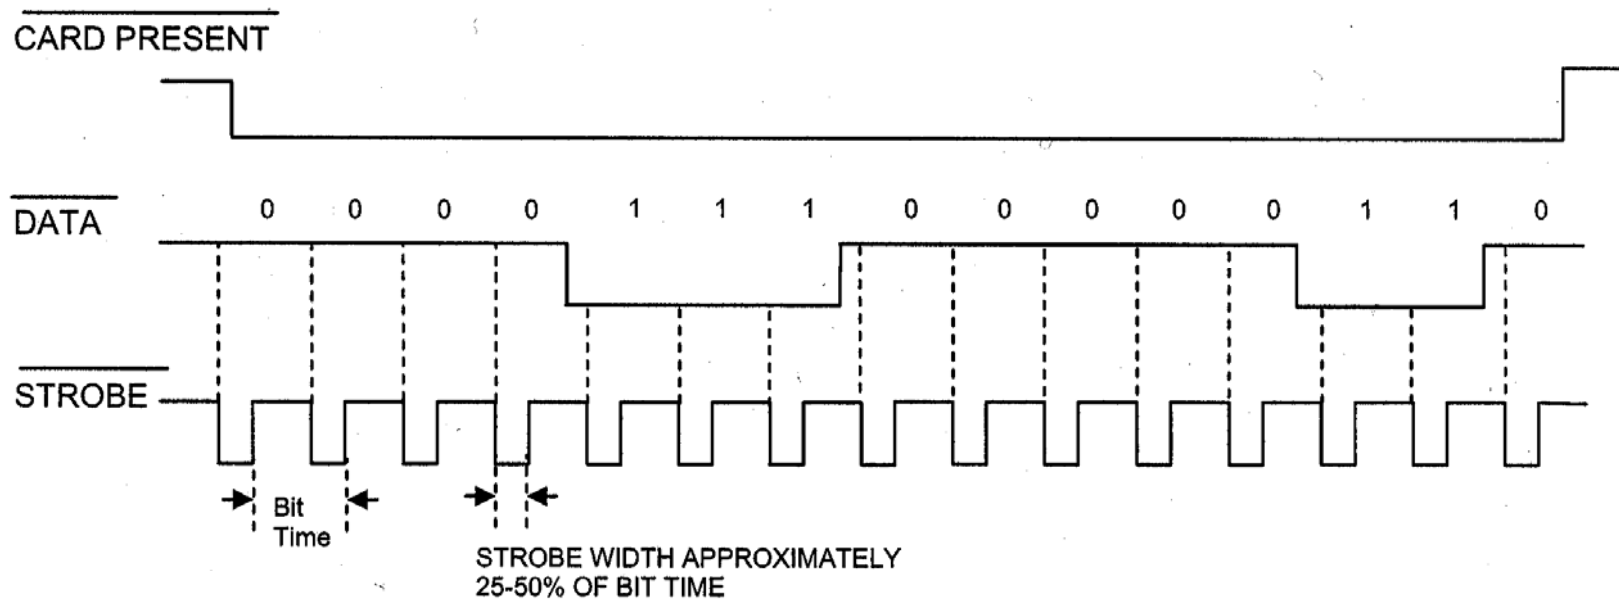 CARD PRESENT
DATA
0 0 0 0 1 1 1 0 0 0 0 0 1 1 0
STROBE
Bit
Time
STROBE WIDTH APPROXIMATELY
25-50% OF BIT TIME